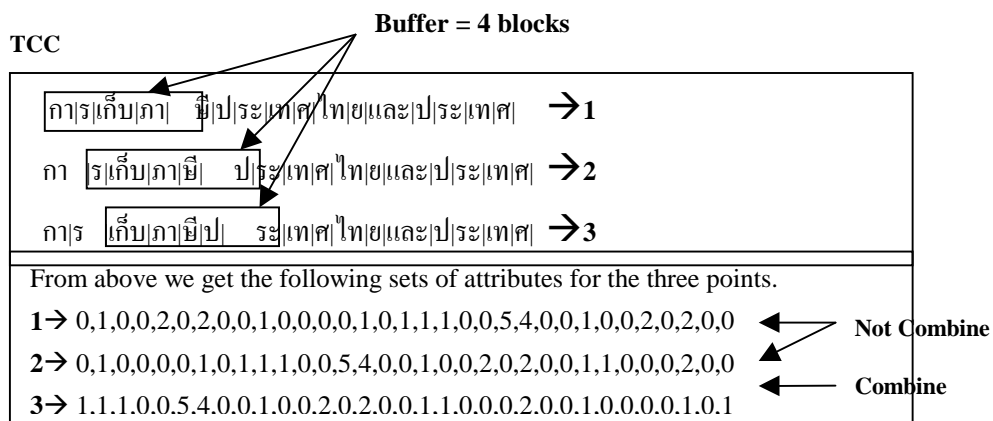 Buffer = 4 blocks
TCC
กา|ร|เก็บ|ภา| ษี|ป|ระ|เท|ศ|ไท|ย|และ|ป|ระ|เท|ศ| →1
กา |ร|เก็บ|ภา|ษี| ป|ระ|เท|ศ|ไท|ย|และ|ป|ระ|เท|ศ| →2
กา|ร |เก็บ|ภา|ษี|ป| ระ|เท|ศ|ไท|ย|และ|ป|ระ|เท|ศ| →3
From above we get the following sets of attributes for the three points.
1→ 0,1,0,0,2,0,2,0,0,1,0,0,0,0,1,0,1,1,1,0,0,5,4,0,0,1,0,0,2,0,2,0,0
Not Combine
2→ 0,1,0,0,0,0,1,0,1,1,1,0,0,5,4,0,0,1,0,0,2,0,2,0,0,1,1,0,0,0,2,0,0
Combine
3→ 1,1,1,0,0,5,4,0,0,1,0,0,2,0,2,0,0,1,1,0,0,0,2,0,0,1,0,0,0,0,1,0,1